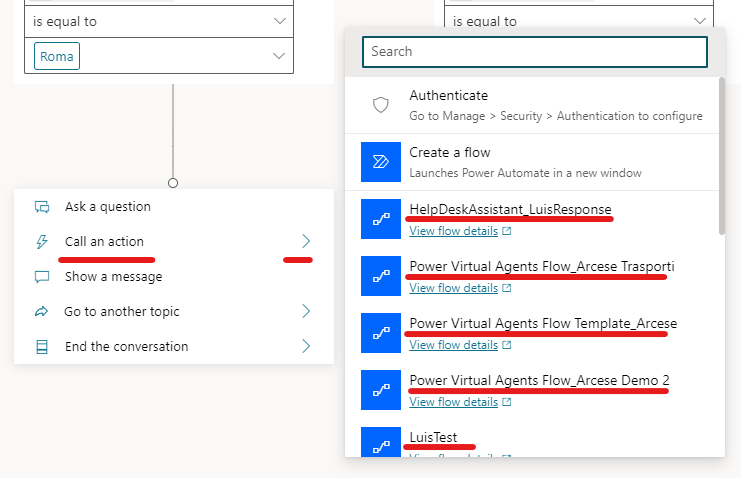 is equal to
Roma
Ask a question
Call an action
Show a message
Go to another topic
End the conversation
is equal to
Search
Authenticate
Go to Manage > Security > Authentication to configure
Create a flow
Launches Power Automate in a new window
HelpDeskAssistant_LuisResponse
View flow details
Power Virtual Agents Flow_Arcese Trasporti
View flow details
Power Virtual Agents Flow Template_Arcese
View flow details
Power Virtual Agents Flow_Arcese Demo 2
View flow details
LuisTest
View flow details